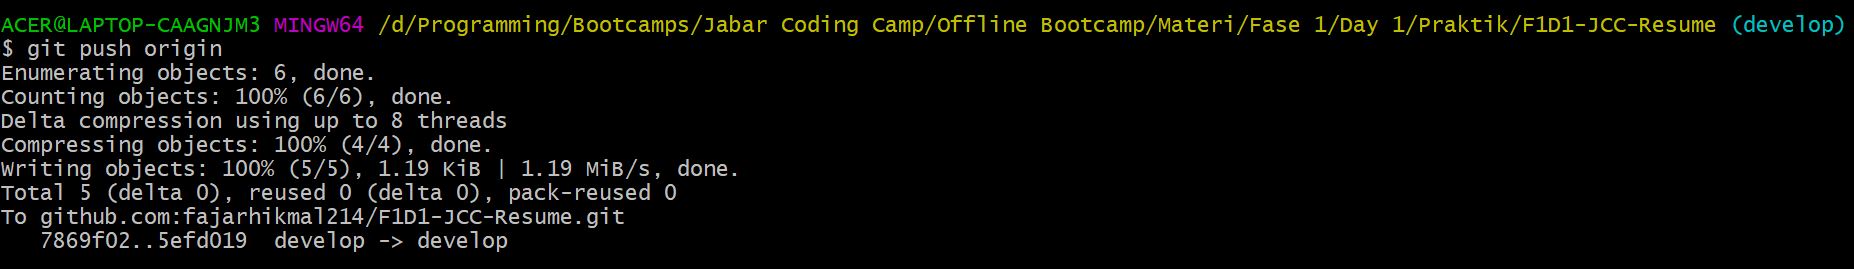 ACER@LAPTOP-CAAGNJM3 MINGW64 /d/Programming/Bootcamps/Jabar Coding Camp/Offline Bootcamp/Materi/Fase 1/Day 1/Praktik/F1D1-JCC-Resume (develop)
$ git push origin
Enumerating objects: 6, done.
Counting objects: 100% (6/6), done.
Delta compression using up to 8 threads
Compressing objects: 100% (4/4), done.
Writing objects: 100% (5/5), 1.19 KiB | 1.19 MiB/s, done.
Total 5 (delta 0), reused 0 (delta 0), pack-reused 0
To github.com:fajarhikmal214/F1D1-JCC-Resume.git
   7869f02..5efd019  develop -> develop